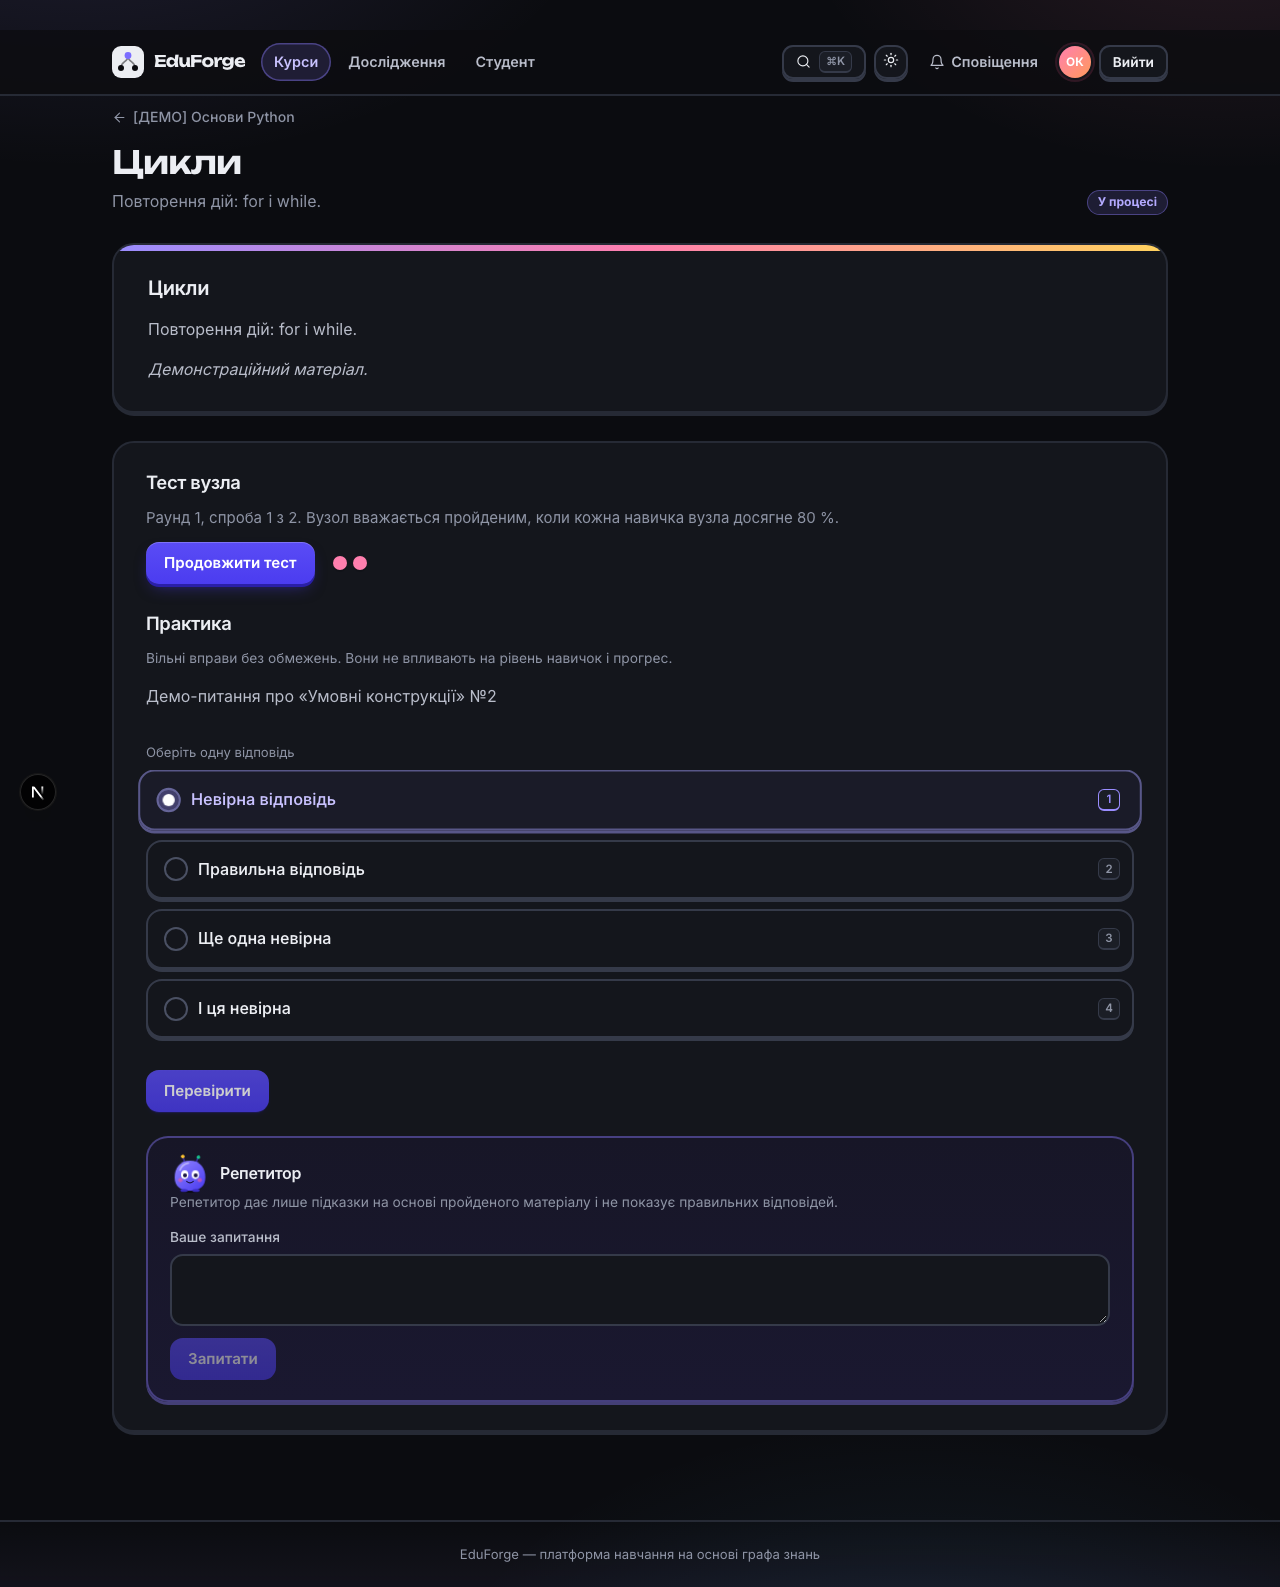 EduForge Курси Дослідження Студент ⌘K Сповіщення ОК Вийти
← [ДЕМО] Основи Python
Цикли
Повторення дій: for і while.
У процесі
Цикли
Повторення дій: for і while.
Демонстраційний матеріал.
Тест вузла
Раунд 1, спроба 1 з 2. Вузол вважається пройденим, коли кожна навичка вузла досягне 80 %.
Продовжити тест
Практика
Вільні вправи без обмежень. Вони не впливають на рівень навичок і прогрес.
Демо-питання про «Умовні конструкції» №2
Оберіть одну відповідь
Невірна відповідь 1
Правильна відповідь 2
Ще одна невірна 3
І ця невірна 4
N
Перевірити
Репетитор
Репетитор дає лише підказки на основі пройденого матеріалу і не показує правильних відповідей.
Ваше запитання
Запитати
EduForge — платформа навчання на основі графа знань